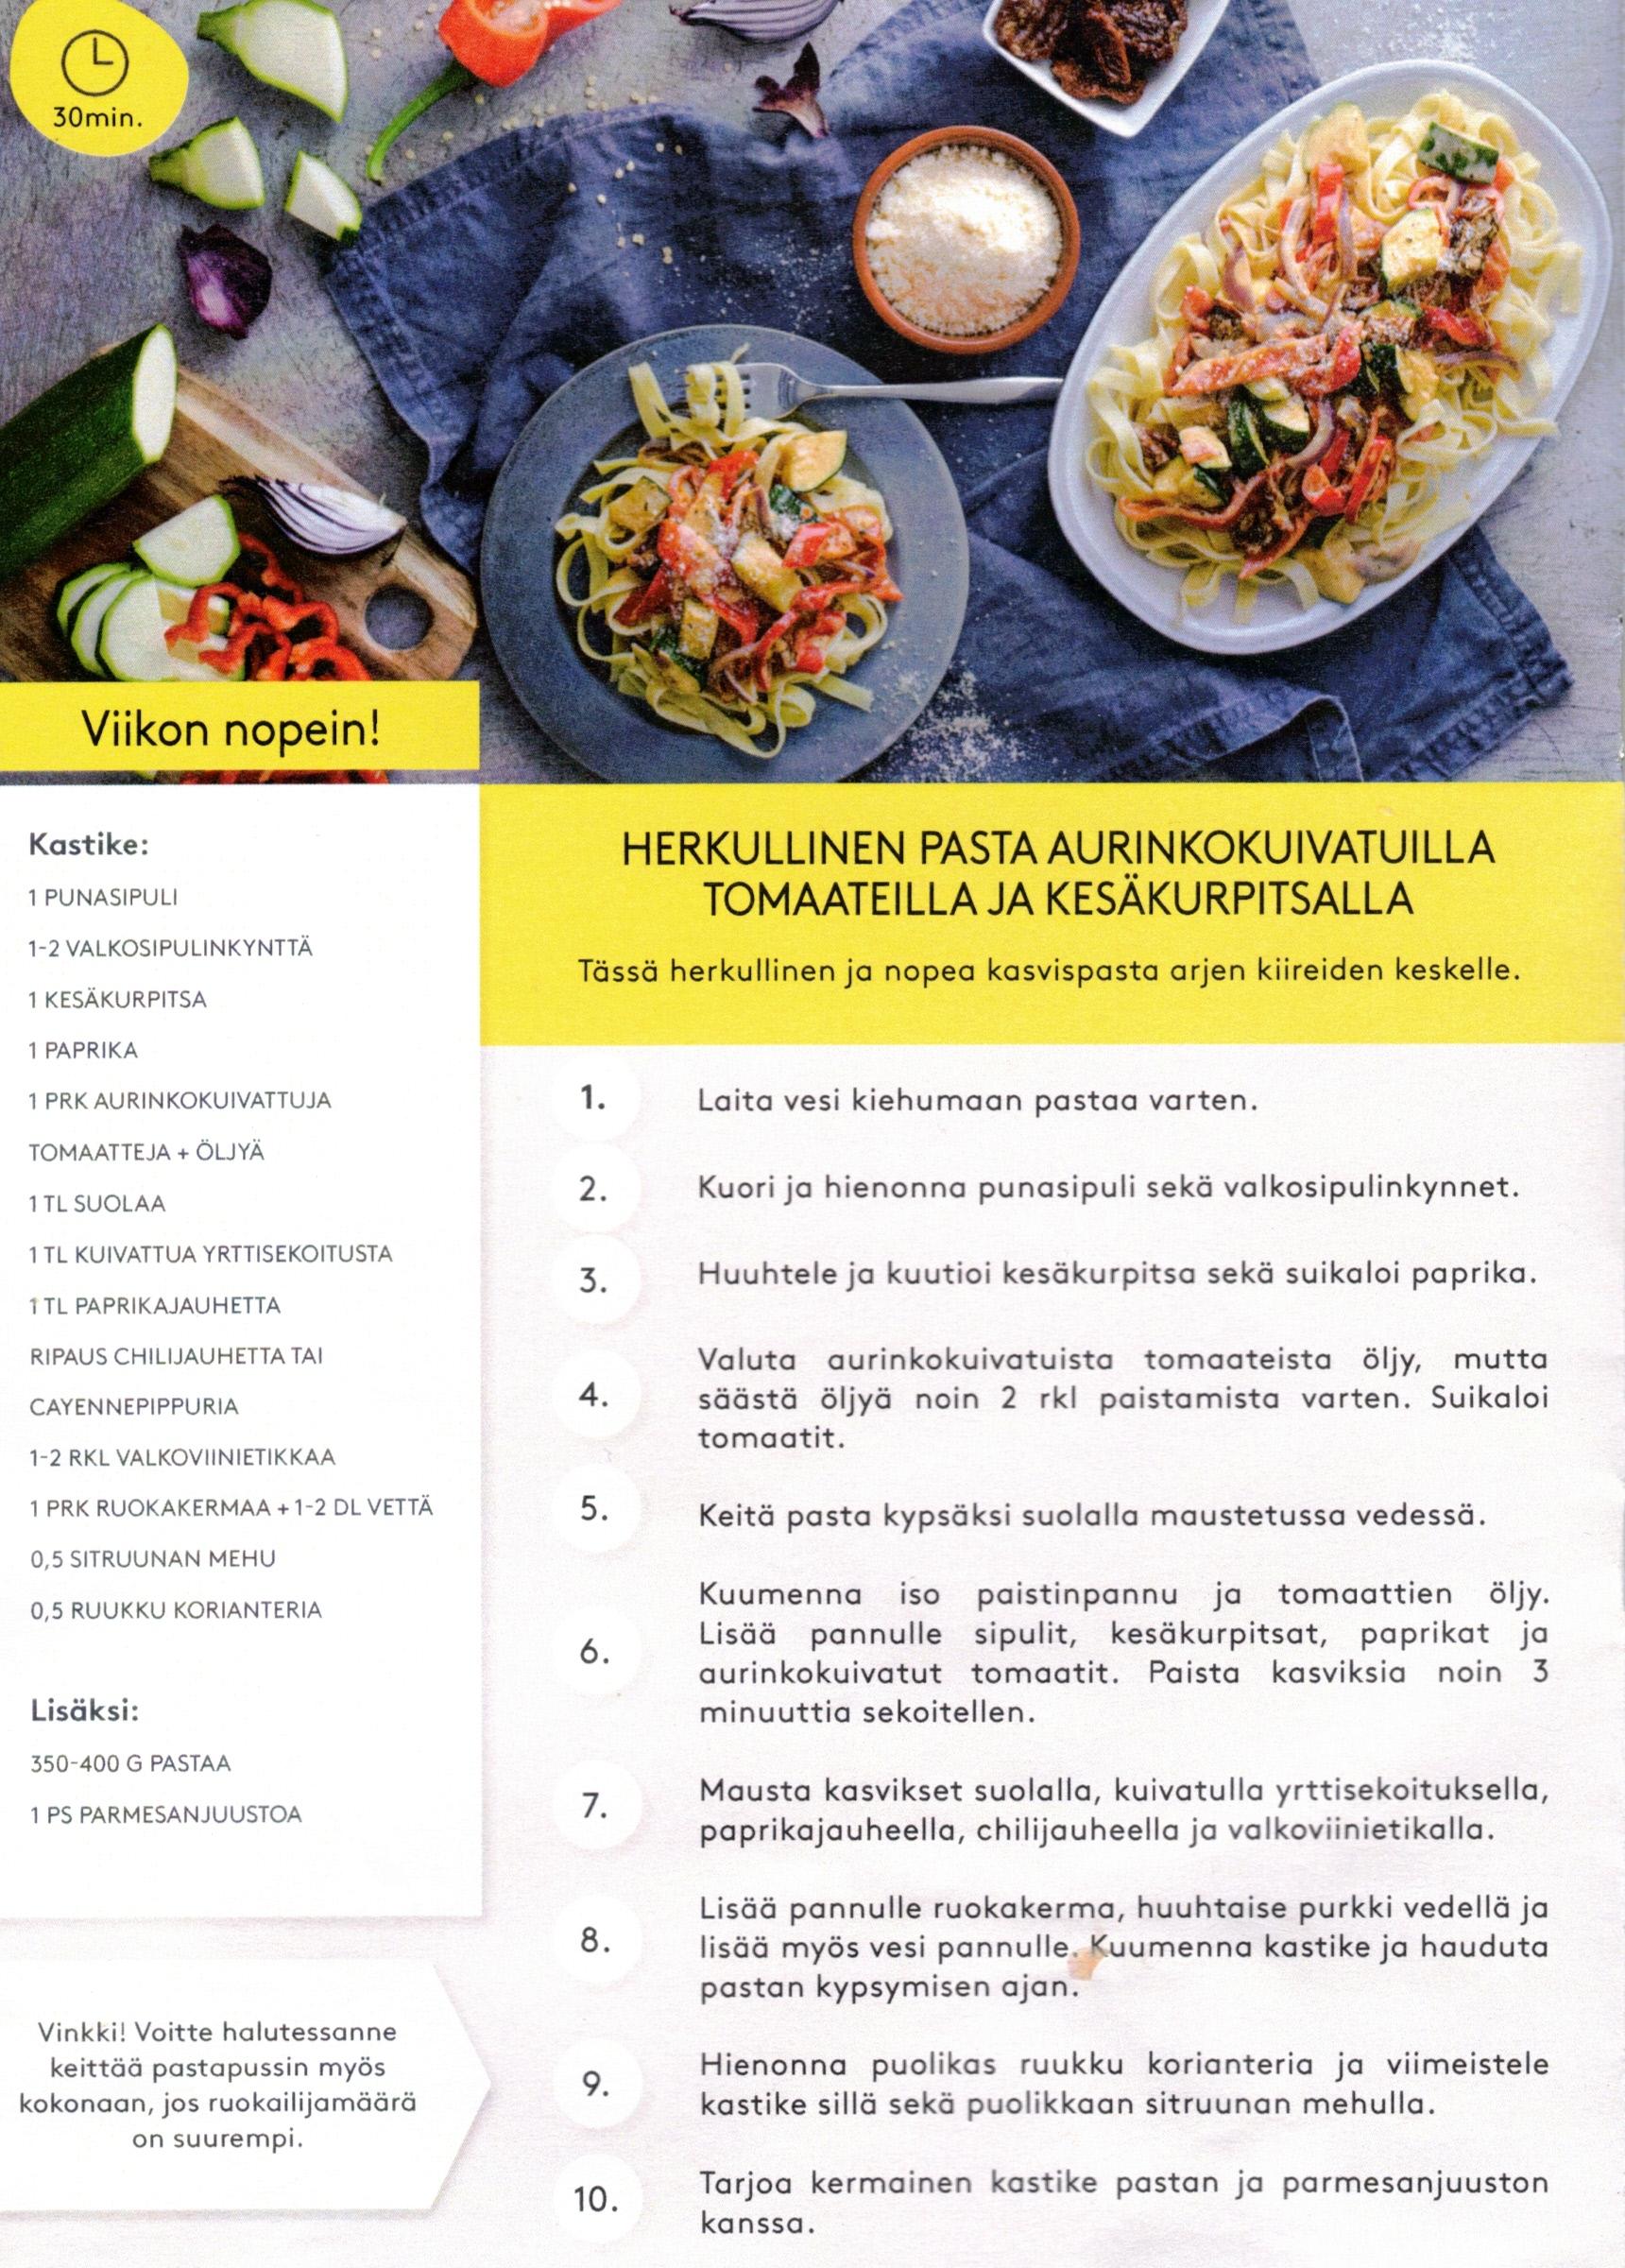 30min.
Viikon nopein!
Kastike:
1 PUNASIPULI
1-2 VALKOSIPULINKYNTTÄ
1 KESÄKURPITSA
1 PAPRIKA
1 PRK AURINKOKUIVATTUJA
TOMAATTEJA + ÖLJYÄ
1 TL SUOLAA
1 TL KUIVATTUA YRTTISEKOITUSTA
1 TL PAPRIKAJAUHETTA
RIPAUS CHILIJAUHETTA TAI
CAYENNEPIPPURIA
1-2 RKL VALKOVIINIETIKKAA
1 PRK RUOKAKERMAA + 1-2 DL VETTÄ
0,5 SITRUUNAN MEHU
0,5 RUUKKU KORIANTERIA
Lisäksi:
350-400 G PASTAA
1 PS PARMESANJUUSTOA
Vinkki! Voitte halutessanne
keittää pastapussin myös
kokonaan, jos ruokailijamäärä
on suurempi.
HERKULLINEN PASTA AURINKOKUIVATUILLA
TOMAATEILLA JA KESÄKURPITSALLA
Tässä herkullinen ja nopea kasvispasta arjen kiireiden keskelle.
1. Laita vesi kiehumaan pastaa varten.
2. Kuori ja hienonna punasipuli sekä valkosipulinkynnet.
3. Huuhtele ja kuutioi kesäkurpitsa sekä suikaloi paprika.
4. Valuta aurinkokuivatuista tomaateista öljy, mutta
säästä öljyä noin 2 rkl paistamista varten. Suikaloi
tomaatit.
5. Keitä pasta kypsäksi suolalla maustetussa vedessä.
6. Kuumenna iso paistinpannu ja tomaattien öljy.
Lisää pannulle sipulit, kesäkurpitsat, paprikat ja
aurinkokuivatut tomaatit. Paista kasviksia noin 3
minuuttia sekoitellen.
7. Mausta kasvikset suolalla, kuivatulla yrttisekoituksella,
paprikajauheella, chilijauheella ja valkoviinietikalla.
8. Lisää pannulle ruokakerma, huuhtaise purkki vedellä ja
lisää myös vesi pannulle. Kuumenna kastike ja hauduta
pastan kypsymisen ajan.
9. Hienonna puolikas ruukku korianteria ja viimeistele
kastike sillä sekä puolikkaan sitruunan mehulla.
10. Tarjoa kermainen kastike pastan ja parmesanjuuston
kanssa.